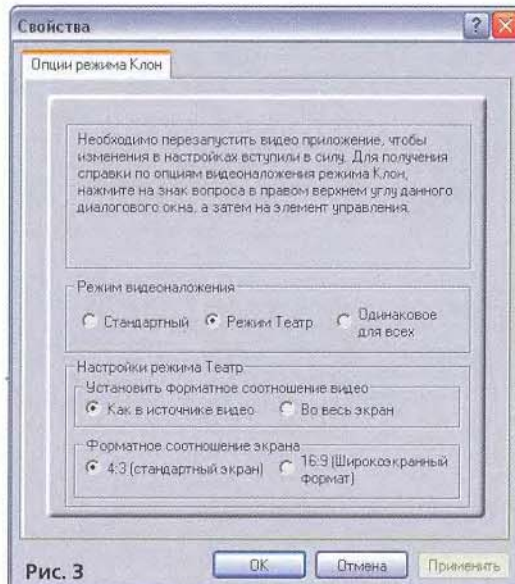 Свойства
?
Опции режима Клон
Необходимо перезапустить видео приложение, чтобы
изменения в настройках вступили в силу. Для получения
справки по опциям видеоналожения режима Клон,
нажмите на знак вопроса в правом верхнем углу данного
диалогового окна, а затем на элемент управления.
Режим видеоналожения
Стандартный Режим Театр Одинаковое
для всех
Настройки режима Театр
Установить форматное соотношение видео
Как в источнике видео Во весь экран
Форматное соотношение экрана
4:3 (стандартный экран) 16:9 (Широкоэкранный
формат)
Рис. 3 OK Отмена Применить